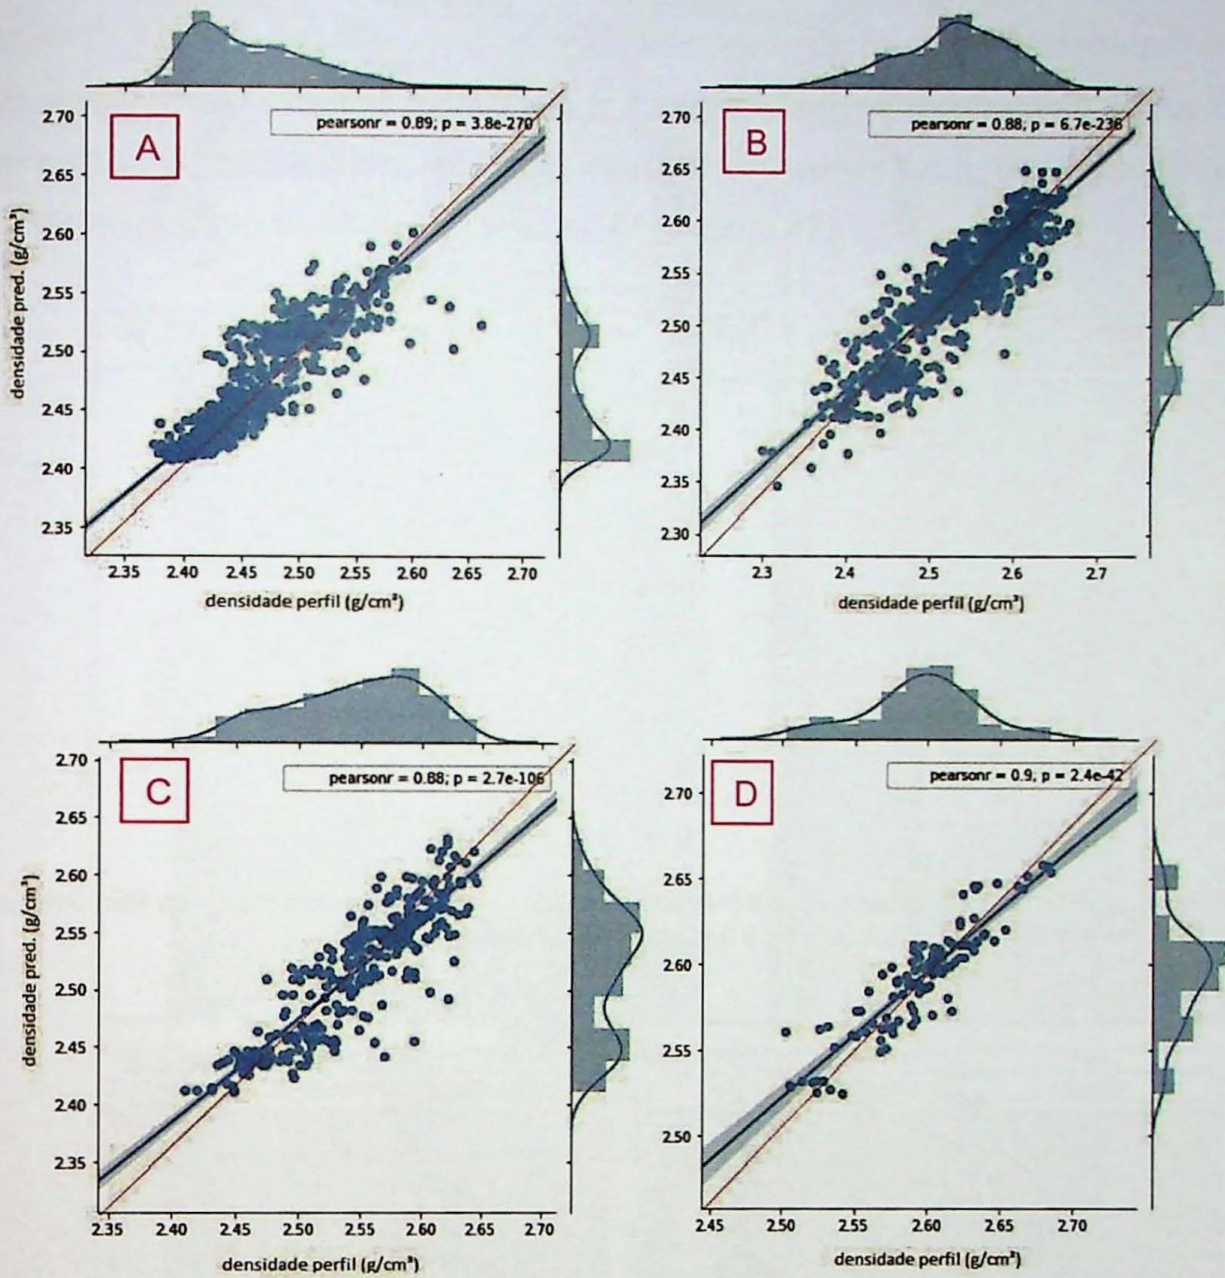 A
pearsonr = 0.89; p = 3.8e-270
densidade pred. (g/cm³)
2.70
2.65
2.60
2.55
2.50
2.45
2.40
2.35
2.35 2.40 2.45 2.50 2.55 2.60 2.65 2.70
densidade perfil (g/cm³)
B
pearsonr = 0.88; p = 6.7e-236
2.70
2.65
2.60
2.55
2.50
2.45
2.40
2.35
2.30
2.3 2.4 2.5 2.6 2.7
densidade perfil (g/cm³)
C
pearsonr = 0.88; p = 2.7e-106
densidade pred. (g/cm³)
2.70
2.65
2.60
2.55
2.50
2.45
2.40
2.35
2.35 2.40 2.45 2.50 2.55 2.60 2.65 2.70
densidade perfil (g/cm³)
D
pearsonr = 0.9; p = 2.4e-42
2.70
2.65
2.60
2.55
2.50
2.45 2.50 2.55 2.60 2.65 2.70
densidade perfil (g/cm³)